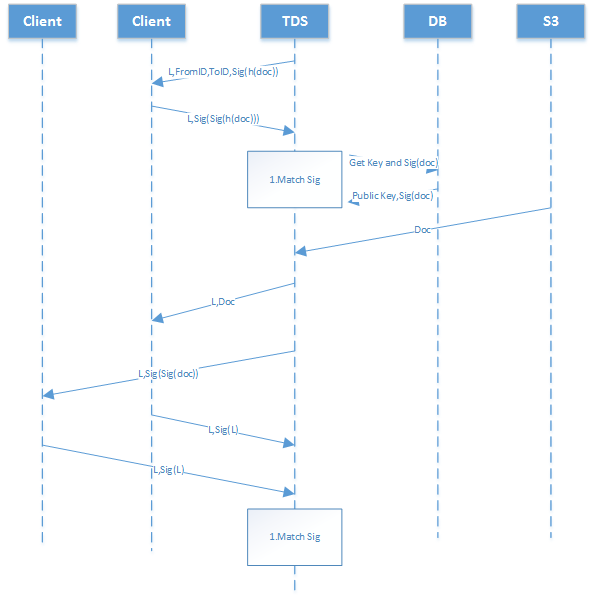 Client
Client
TDS
DB
S3
L,FromID,ToID,Sig(h(doc))
L,Sig(Sig(h(doc)))
Get Key and Sig(doc)
1.Match Sig
Public Key,Sig(doc)
Doc
L,Doc
L,Sig(Sig(doc))
L,Sig(L)
L,Sig(L)
1.Match Sig